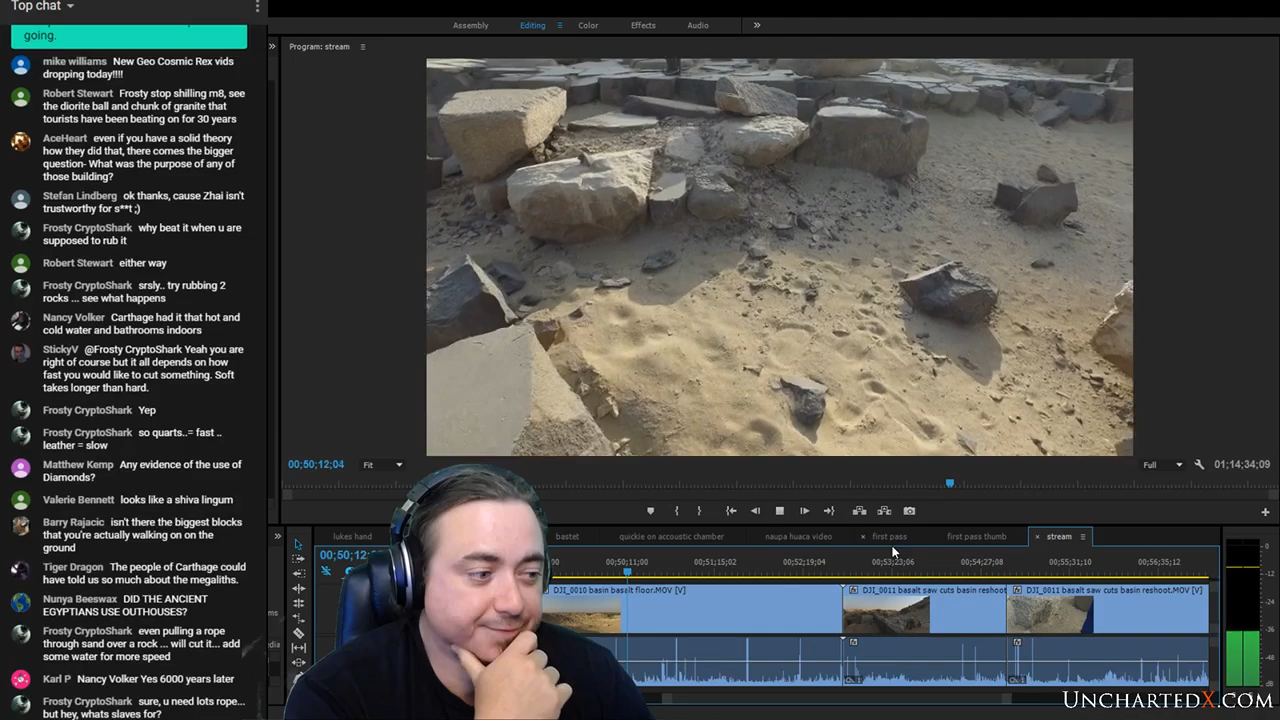 Top chat
going.
mike williams New Geo Cosmic Rex vids
dropping today!!!!
Robert Stewart Frosty stop shilling m8, see
the diorite ball and chunk of granite that
tourists have been beating on for 30 years
AceHeart even if you have a solid theory
how they did that, there comes the bigger
question- What was the purpose of any of
those building?
Stefan Lindberg ok thanks, cause Zhai isn't
trustworthy for s**t ;)
Frosty CryptoShark why beat it when u are
supposed to rub it
Robert Stewart either way
Frosty CryptoShark srsly.. try rubbing 2
rocks ... see what happens
Nancy Volker Carthage had it that hot and
cold water and bathrooms indoors
StickyV @Frosty CryptoShark Yeah you are
right of course but it all depends on how
fast you would like to cut something. Soft
takes longer than hard.
Frosty CryptoShark Yep
Frosty CryptoShark so quarts..= fast ..
leather = slow
Matthew Kemp Any evidence of the use of
Diamonds?
Valerie Bennett looks like a shiva lingum
Barry Rajacic isn't there the biggest blocks
that you're actually walking on on the
ground
Tiger Dragon The people of Carthage could
have told us so much about the megaliths.
Nunya Beeswax DID THE ANCIENT
EGYPTIANS USE OUTHOUSES?
Frosty CryptoShark even pulling a rope
through sand over a rock ... will cut it... add
some water for more speed
Karl P Nancy Volker Yes 6000 years later
Frosty CryptoShark sure, u need lots rope...
but hey, whats slaves for?
Assembly Editing Color Effects Audio
Program: stream
00;50;12;04 Fit Full 01;14;34;09
lukes hand bastet quickie on accoustic chamber naupa huaca video first pass first pass thumb stream
00;50;12
00;50;11;00 00;51;15;02 00;52;19;04 00;53;23;06 00;54;27;08 00;55;31;10 00;56;35;12
DJI_0010 basin basalt floor.MOV [V] DJI_0011 basalt saw cuts basin reshoot DJI_0011 basalt saw cuts basin reshoot.MOV [V]
UnchartedX.com